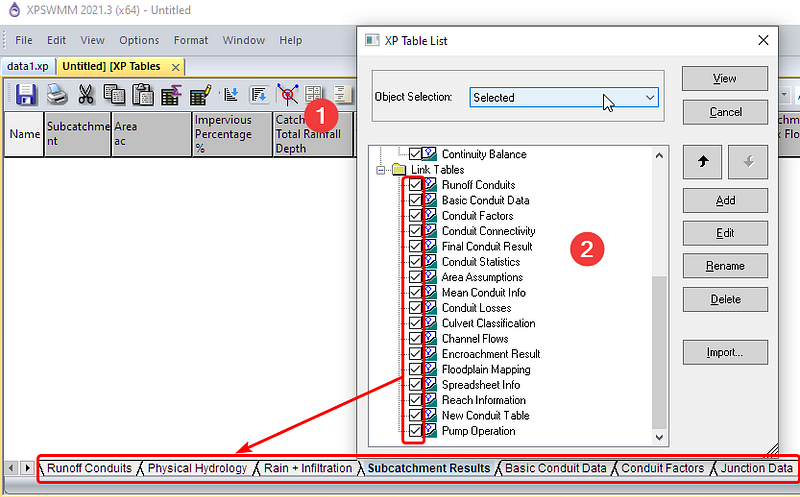 XPSWMM 2021.3 (x64) - Untitled
File Edit View Options Format Window Help
data1.xp Untitled] [XP Tables
1
Name
Subcatchme
nt
Area
ac
Impervious
Percentage
%
Catch
Total Rainfall
Depth
XP Table List
Object Selection: Selected
View
Cancel
Add
Edit
Rename
Delete
Import...
Continuity Balance
Link Tables
Runoff Conduits
Basic Conduit Data
Conduit Factors
Conduit Connectivity
Final Conduit Result
Conduit Statistics
Area Assumptions
Mean Conduit Info
Conduit Losses
Culvert Classification
Channel Flows
Encroachment Result
Floodplain Mapping
Spreadsheet Info
Reach Information
New Conduit Table
Pump Operation
2
Runoff Conduits Physical Hydrology Rain + Infiltration Subcatchment Results Basic Conduit Data Conduit Factors Junction Data